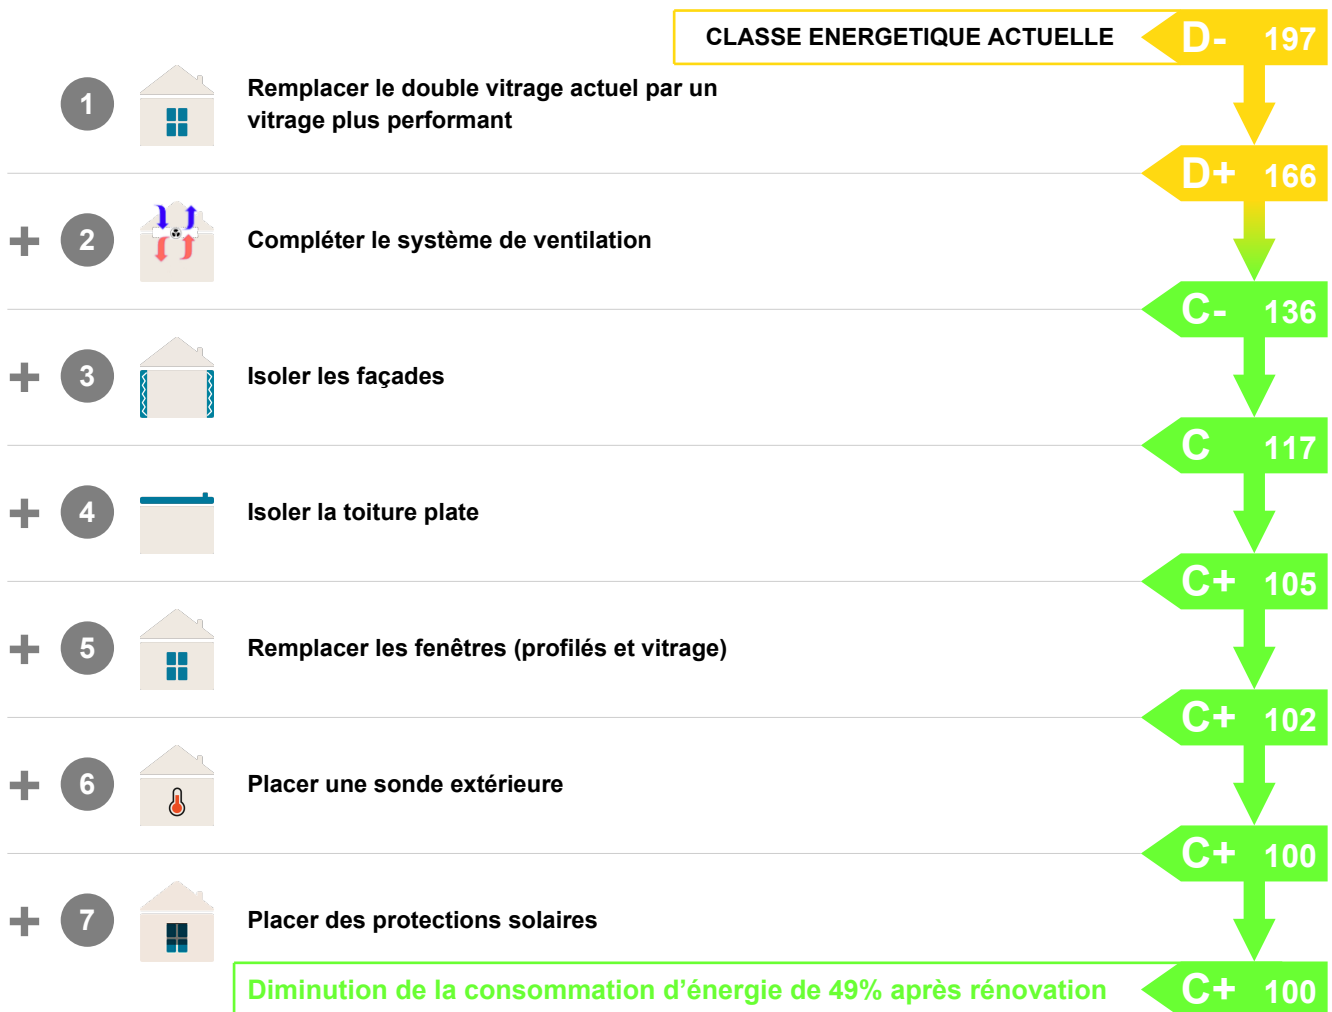 CLASSE ENERGETIQUE ACTUELLE D- 197
1 Remplacer le double vitrage actuel par un
vitrage plus performant
D+ 166
+ 2 Compléter le système de ventilation
C- 136
+ 3 Isoler les façades
C 117
+ 4 Isoler la toiture plate
C+ 105
+ 5 Remplacer les fenêtres (profilés et vitrage)
C+ 102
+ 6 Placer une sonde extérieure
C+ 100
+ 7 Placer des protections solaires
Diminution de la consommation d’énergie de 49% après rénovation C+ 100